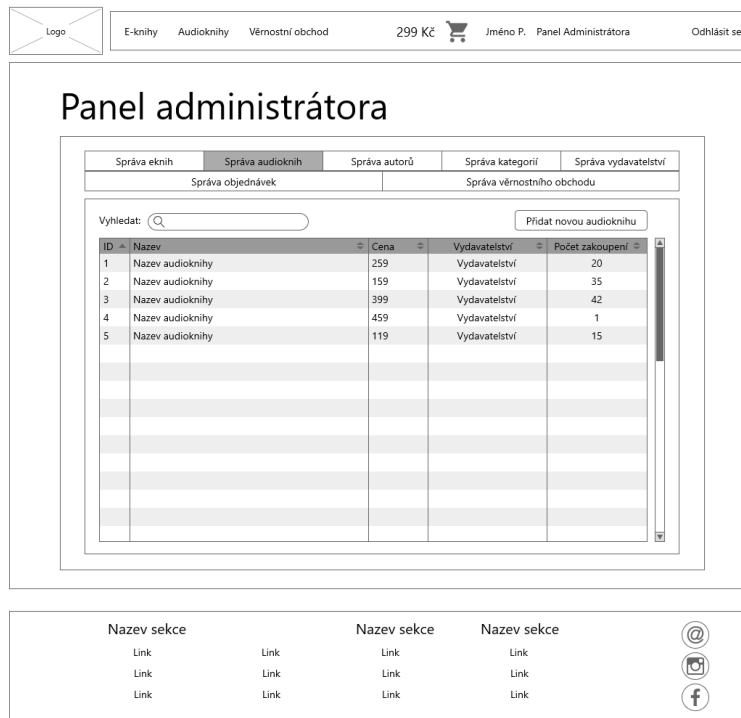 Logo E-knihy Audioknihy Věrnostní obchod 299 Kč Jméno P. Panel Administrátora Odhlásit se
Panel administrátora
Správa eknih Správa audioknih Správa autorů Správa kategorií Správa vydavatelství
Správa objednávek Správa věrnostního obchodu
Vyhledat: Přidat novou audioknihu
ID Nazev Cena Vydavatelství Počet zakoupení
1 Nazev audioknihy 259 Vydavatelství 20
2 Nazev audioknihy 159 Vydavatelství 35
3 Nazev audioknihy 399 Vydavatelství 42
4 Nazev audioknihy 459 Vydavatelství 1
5 Nazev audioknihy 119 Vydavatelství 15
Nazev sekce Nazev sekce Nazev sekce
Link Link Link Link
Link Link Link Link
Link Link Link Link